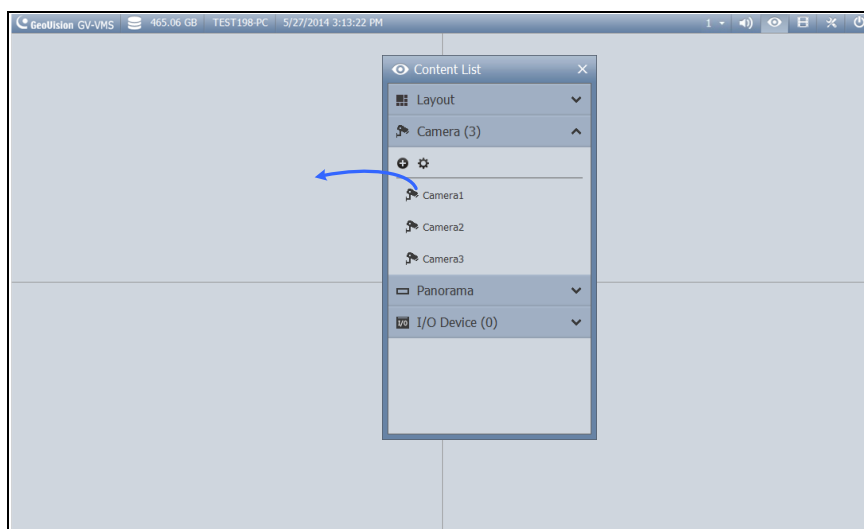 GeoVision GV-VMS 465.06 GB TEST198-PC 5/27/2014 3:13:22 PM 1
Content List
Layout
Camera (3)
Camera1
Camera2
Camera3
Panorama
I/O I/O Device (0)